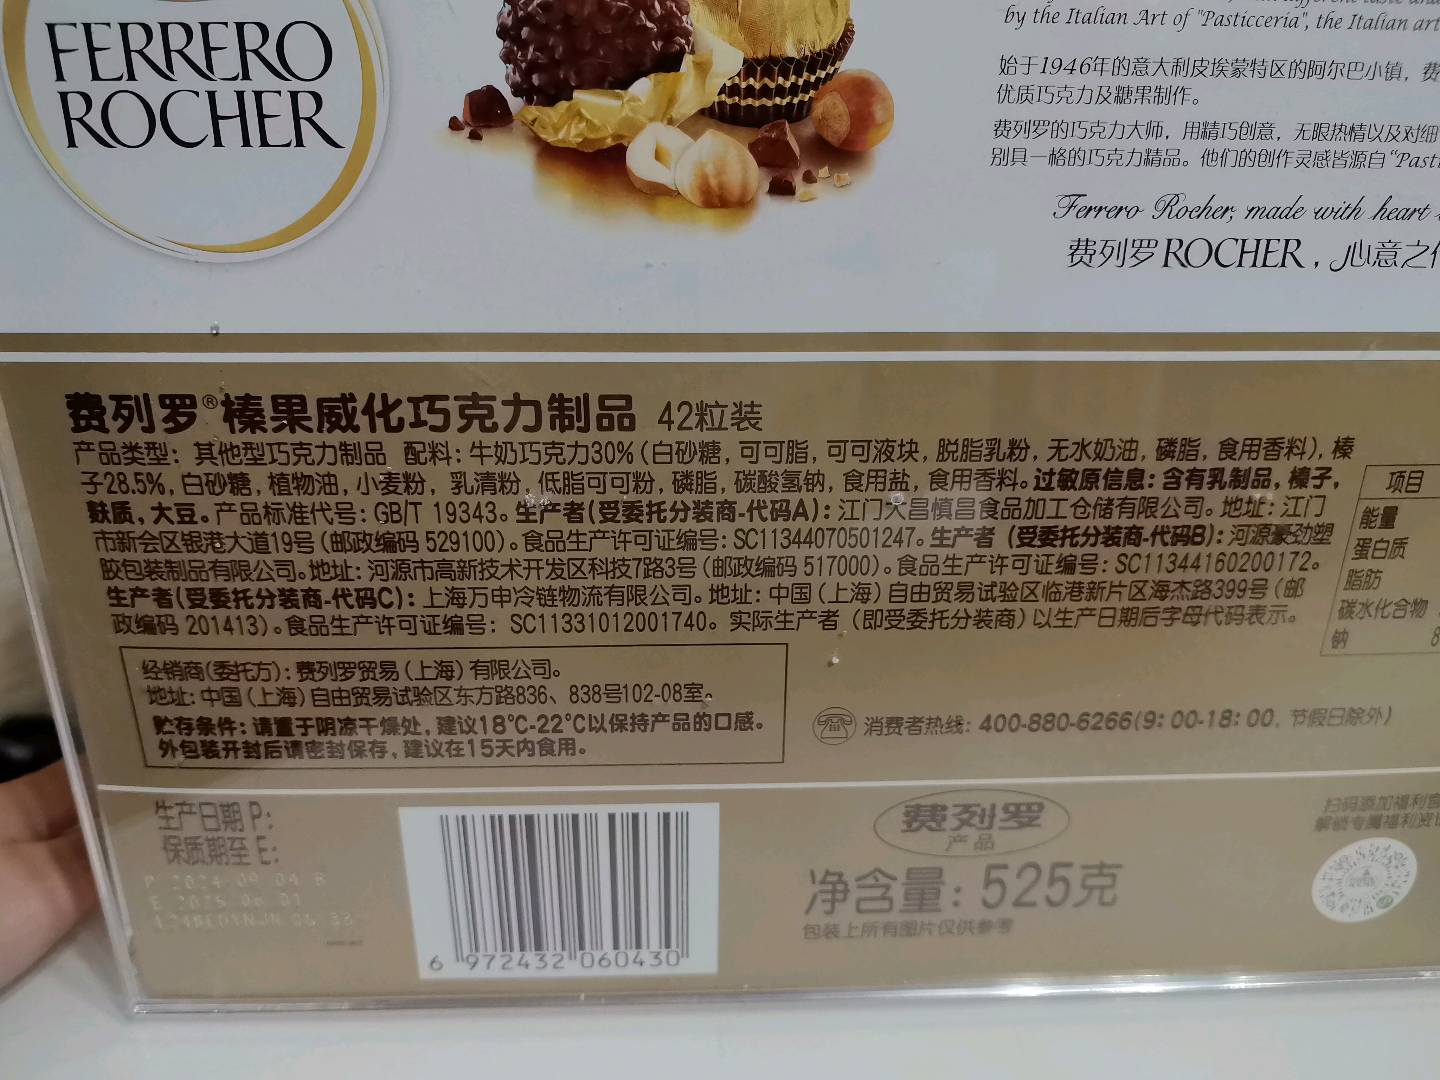 FERRERO
ROCHER
by the Italian Art of "Pasticceria", the Italian art
始于1946年的意大利皮埃蒙特区的阿尔巴小镇，费
优质巧克力及糖果制作。
费列罗的巧克力大师，用精巧创意，无限热情以及对细
别具一格的巧克力精品。他们的创作灵感皆源自“Pasti
Ferrero Rocher, made with heart
费列罗ROCHER，心意之作
费列罗®榛果威化巧克力制品 42粒装
产品类型：其他型巧克力制品 配料：牛奶巧克力30%（白砂糖，可可脂，可可液块，脱脂乳粉，无水奶油，磷脂，食用香料），榛
子28.5%，白砂糖，植物油，小麦粉，乳清粉，低脂可可粉，磷脂，碳酸氢钠，食用盐，食用香料。过敏原信息：含有乳制品，榛子，
麸质，大豆。产品标准代号：GB/T 19343。生产者（受委托分装商-代码A）：江门大昌慎昌食品加工仓储有限公司。地址：江门
市新会区银港大道19号（邮政编码 529100）。食品生产许可证编号：SC11344070501247。生产者（受委托分装商-代码B）：河源豪劲塑
胶包装制品有限公司。地址：河源市高新技术开发区科技7路3号（邮政编码 517000）。食品生产许可证编号：SC11344160200172。
生产者（受委托分装商-代码C）：上海万申冷链物流有限公司。地址：中国（上海）自由贸易试验区临港新片区海杰路399号（邮
政编码 201413）。食品生产许可证编号：SC11331012001740。实际生产者（即受委托分装商）以生产日期后字母代码表示。
项目
能量
蛋白质
脂肪
碳水化合物
钠 8
经销商（委托方）：费列罗贸易（上海）有限公司。
地址：中国（上海）自由贸易试验区东方路836、838号102-08室。
贮存条件：请置于阴凉干燥处，建议18℃-22℃以保持产品的口感。
外包装开封后请密封保存，建议在15天内食用。
消费者热线：400-880-6266(9：00-18：00，节假日除外）
生产日期 P：
保质期至 E：
P 2024 09 04 B
E 2025 06 01
6 972432 060430
费列罗
产品
净含量：525克
包装上所有图片仅供参考
扫码添加福利官
解锁专属福利